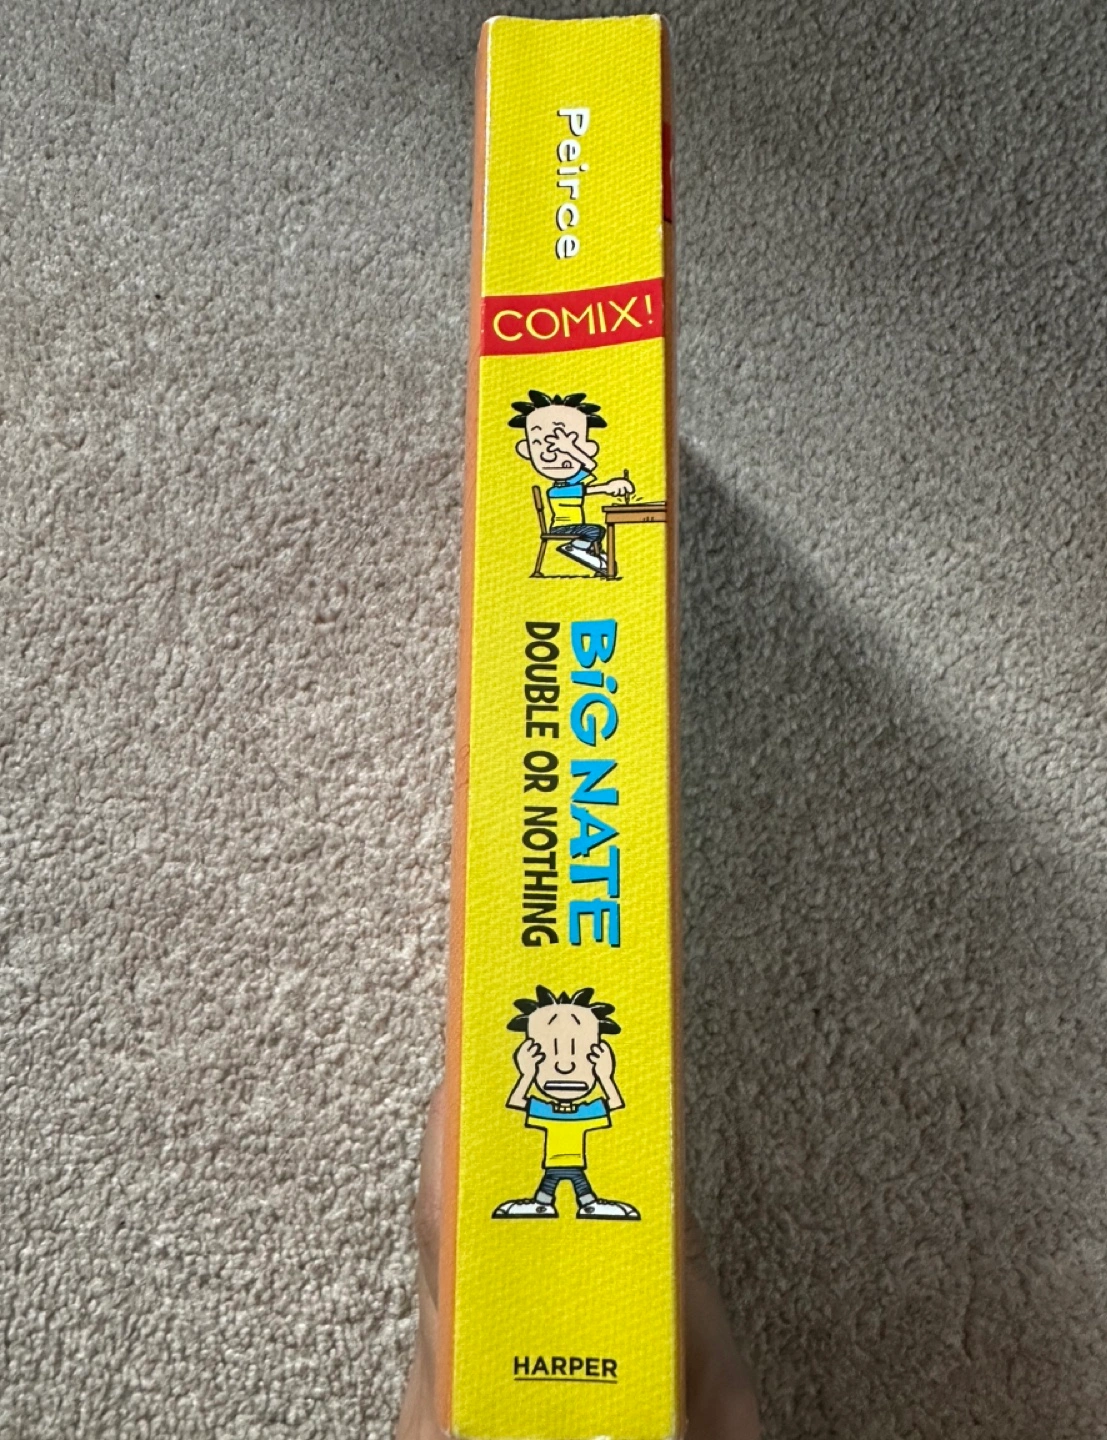 Peirce
COMIX!
BiG NATE
DOUBLE OR NOTHING
HARPER